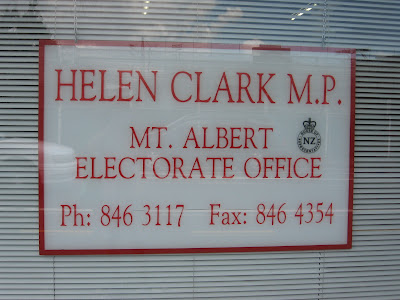 HELEN CLARK M.P.
MT. ALBERT
NZ
ELECTORATE OFFICE
Ph: 846 3117 Fax: 846 4354